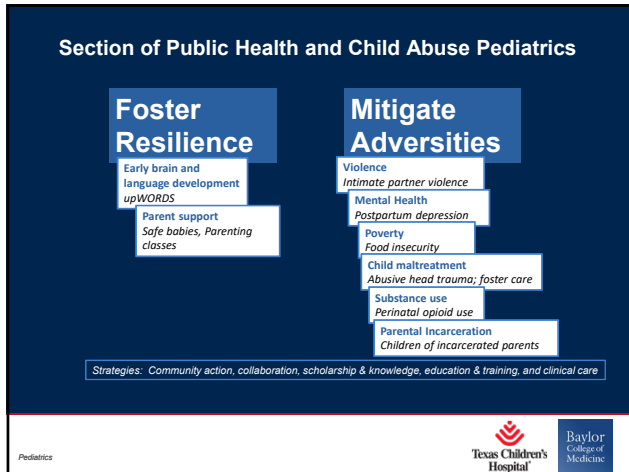 Section of Public Health and Child Abuse Pediatrics
Foster
Resilience
Early brain and
language development
upWORDS
Parent support
Safe babies, Parenting
classes
Mitigate
Adversities
Violence
Intimate partner violence
Mental Health
Postpartum depression
Poverty
Food insecurity
Child maltreatment
Abusive head trauma; foster care
Substance use
Perinatal opioid use
Parental Incarceration
Children of incarcerated parents
Strategies: Community action, collaboration, scholarship & knowledge, education & training, and clinical care
Pediatrics
Texas Children's
Hospital®
Baylor
College of
Medicine